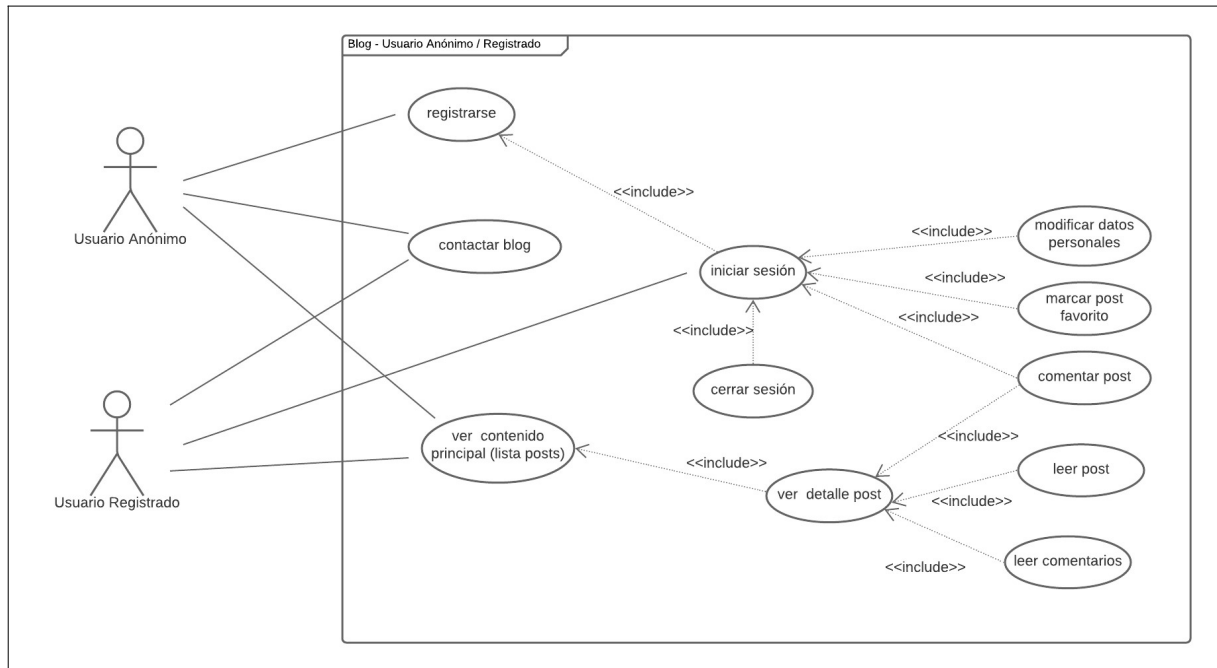 Blog - Usuario Anónimo / Registrado
registrarse
<<include>>
Usuario Anónimo
contactar blog
iniciar sesión
<<include>>
modificar datos
personales
<<include>>
marcar post
favorito
<<include>>
<<include>>
cerrar sesión
comentar post
Usuario Registrado
ver contenido
principal (lista posts)
<<include>>
ver detalle post
<<include>>
leer post
<<include>>
<<include>>
leer comentarios